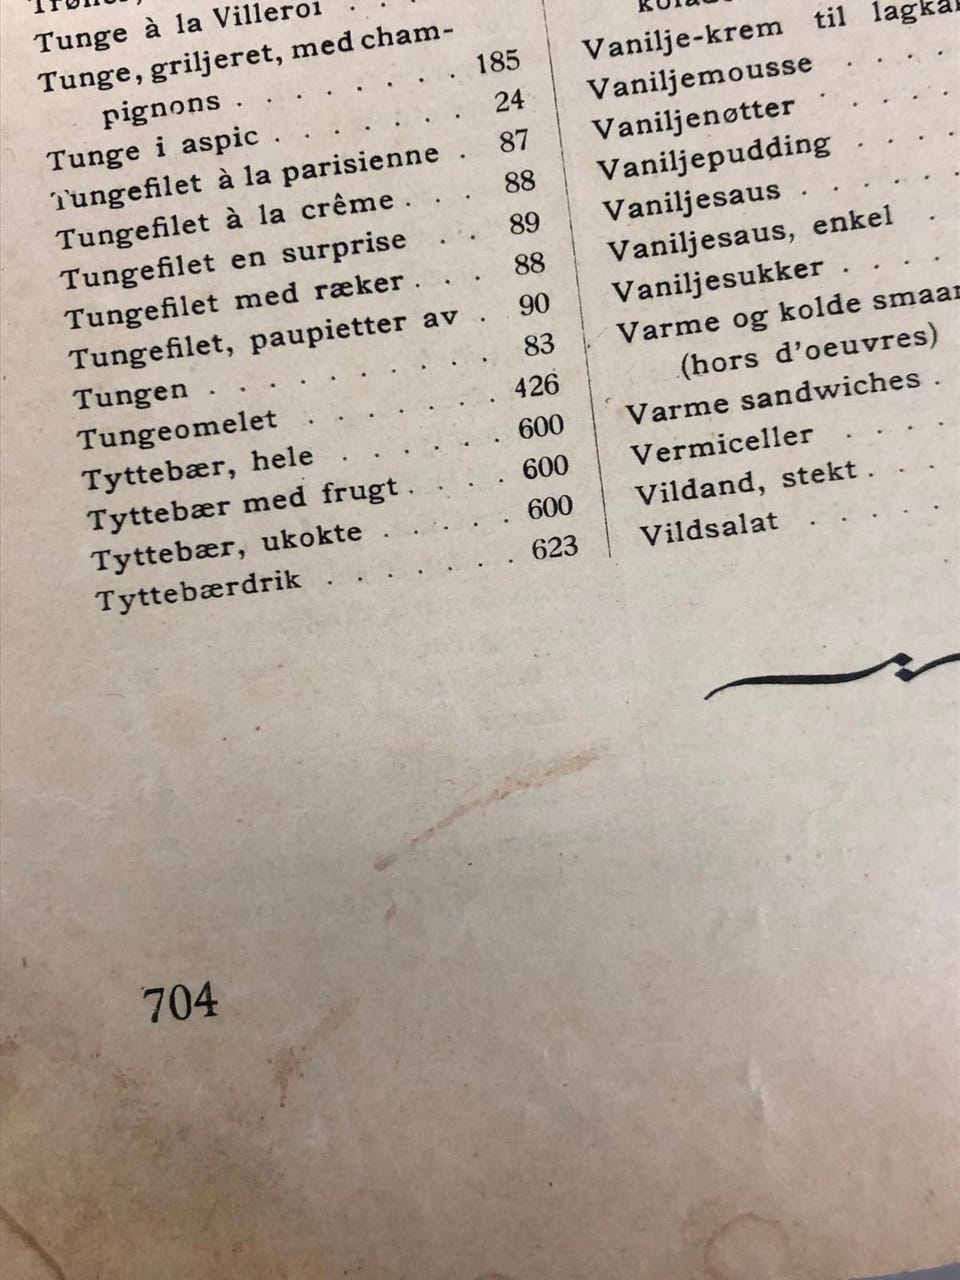 Tunge à la Villeroi . . .
Tunge, griljeret, med cham-
pignons . . . . . . . 185
Tunge i aspic . . . . . . 24
Tungefilet à la parisienne . 87
Tungefilet à la crême . . . 88
Tungefilet en surprise . . 89
Tungefilet med ræker . . . 88
Tungefilet, paupietter av . 90
Tungen . . . . . . . . . 83
Tungeomelet . . . . . . 426
Tyttebær, hele . . . . . 600
Tyttebær med frugt . . . . 600
Tyttebær, ukokte . . . . . 600
Tyttebærdrik . . . . . . . 623
Vanilje-krem til
Vaniljemousse . . . .
Vaniljenøtter . . . .
Vaniljepudding . . . .
Vaniljesaus . . . . .
Vaniljesaus, enkel .
Vaniljesukker . . . .
Varme og kolde
(hors d'oeuvres)
Varme sandwiches .
Vermiceller . . . .
Vildand, stekt . . .
Vildsalat . . . . .
704